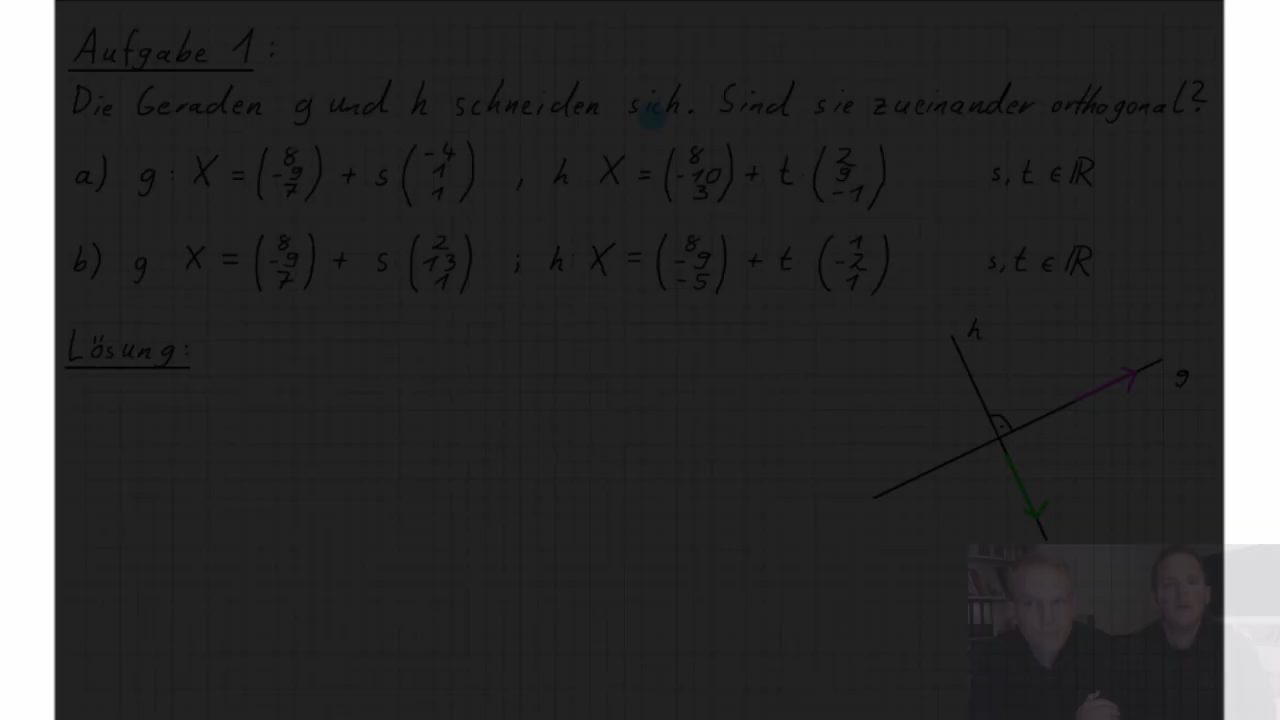 Aufgabe 1:
Die Geraden g und h schneiden sich. Sind sie zueinander orthogonal?
a) g: X = (8 -9 7) + s (-4 1 1) , h X = (8 -10 3) + t · (2 9 -1) s, t ∈ ℝ
b) g X = (8 -9 7) + s (2 13 1) ; h: X = (8 -9 -5) + t (1 -2 1) s, t ∈ ℝ
Lösung:
h
g